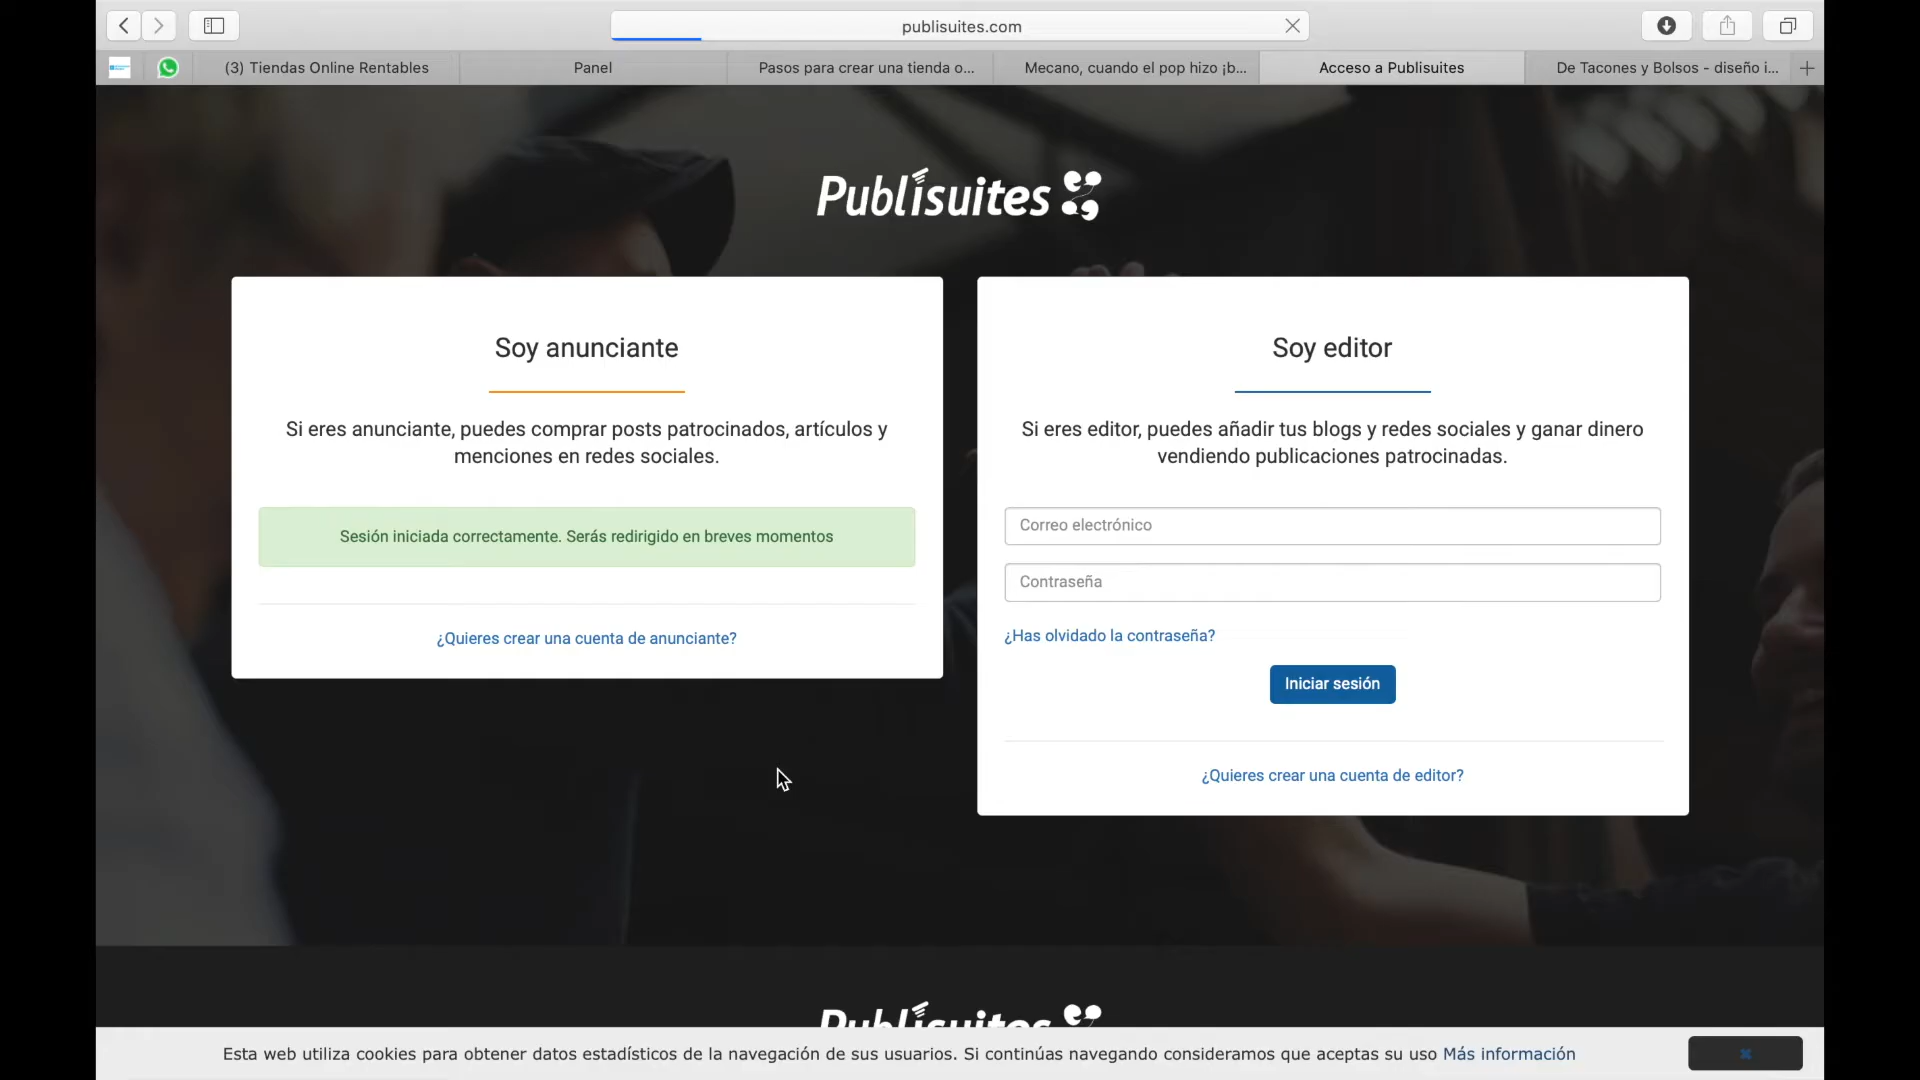 publisuites.com
(3) Tiendas Online Rentables
Panel
Pasos para crear una tienda o...
Mecano, cuando el pop hizo ¡b...
Acceso a Publisuites
De Tacones y Bolsos - diseño i...
Publisuites
Soy anunciante
Si eres anunciante, puedes comprar posts patrocinados, artículos y
menciones en redes sociales.
Sesión iniciada correctamente. Serás redirigido en breves momentos
¿Quieres crear una cuenta de anunciante?
Soy editor
Si eres editor, puedes añadir tus blogs y redes sociales y ganar dinero
vendiendo publicaciones patrocinadas.
Correo electrónico
Contraseña
¿Has olvidado la contraseña?
Iniciar sesión
¿Quieres crear una cuenta de editor?
Publisuites
Esta web utiliza cookies para obtener datos estadísticos de la navegación de sus usuarios. Si continúas navegando consideramos que aceptas su uso Más información